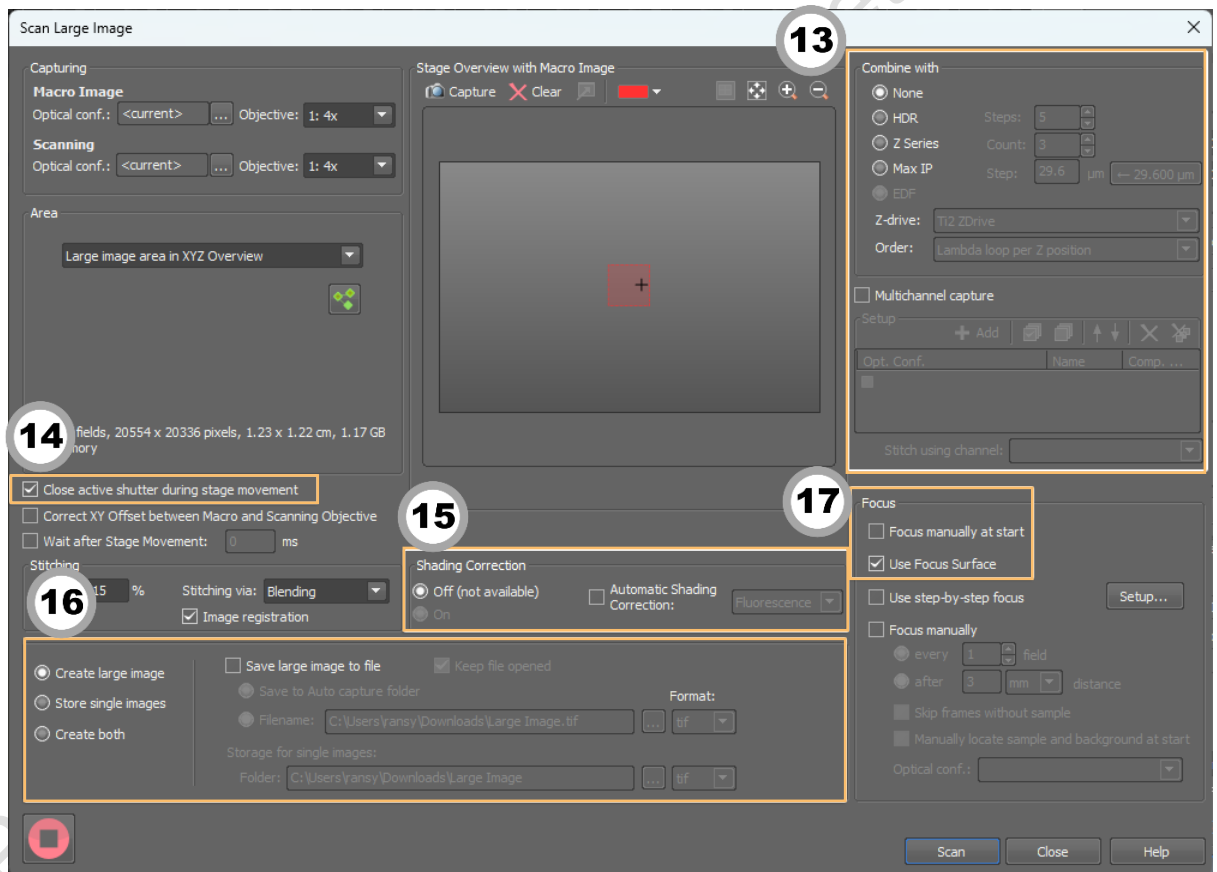 Scan Large Image
13
Capturing
Macro Image
Optical conf.: <current> ... Objective: 1: 4x
Scanning
Optical conf.: <current> ... Objective: 1: 4x
Area
Large image area in XYZ Overview
14
fields, 20554 x 20336 pixels, 1.23 x 1.22 cm, 1.17 GB
Close active shutter during stage movement
Correct XY Offset between Macro and Scanning Objective
Wait after Stage Movement: 0 ms
Stitching
16
15 %
Stitching via: Blending
Image registration
Stage Overview with Macro Image
Capture Clear
15
Shading Correction
Off (not available)
On
Automatic Shading
Correction:
Fluorescence
Combine with
None
HDR Steps: 5
Z Series Count: 3
Max IP Step: 29.6 µm ← 29.600 µm
EDF
Z-drive: Ti2 ZDrive
Order: Lambda loop per Z position
Multichannel capture
Setup
Add
Opt. Conf. Name Comp. ...
Stitch using channel:
17
Focus
Focus manually at start
Use Focus Surface
Use step-by-step focus Setup...
Focus manually
every 1 field
after 3 mm distance
Skip frames without sample
Manually locate sample and background at start
Optical conf.:
Create large image
Store single images
Create both
Save large image to file Keep file opened
Save to Auto capture folder
Format:
Filename: C:\Users\ransy\Downloads\Large Image.tif ... tif
Storage for single images:
Folder: C:\Users\ransy\Downloads\Large Image ... tif
Scan Close Help